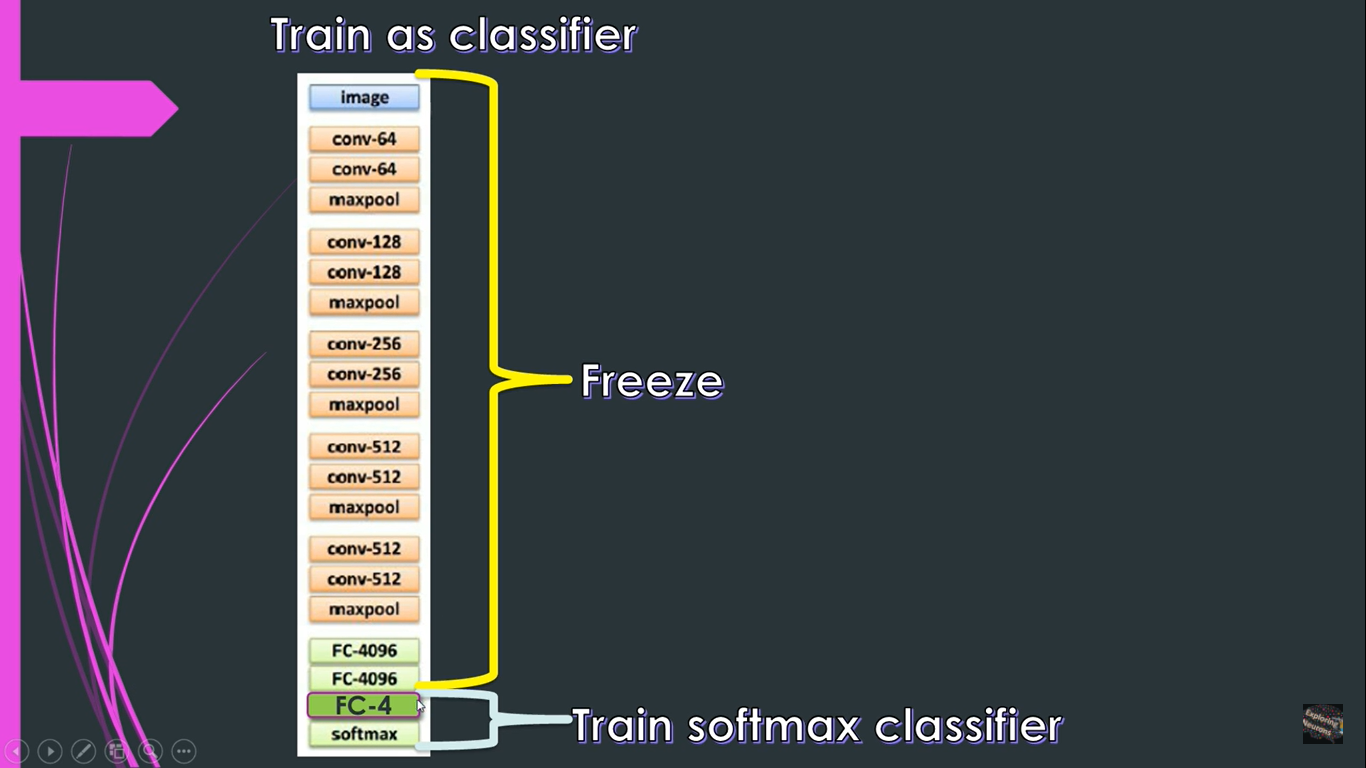 Train as classifier
image
conv-64
conv-64
maxpool
conv-128
conv-128
maxpool
conv-256
conv-256
maxpool
conv-512
conv-512
maxpool
conv-512
conv-512
maxpool
FC-4096
FC-4096
FC-4
softmax
Freeze
Train softmax classifier
Exploring
Neurons